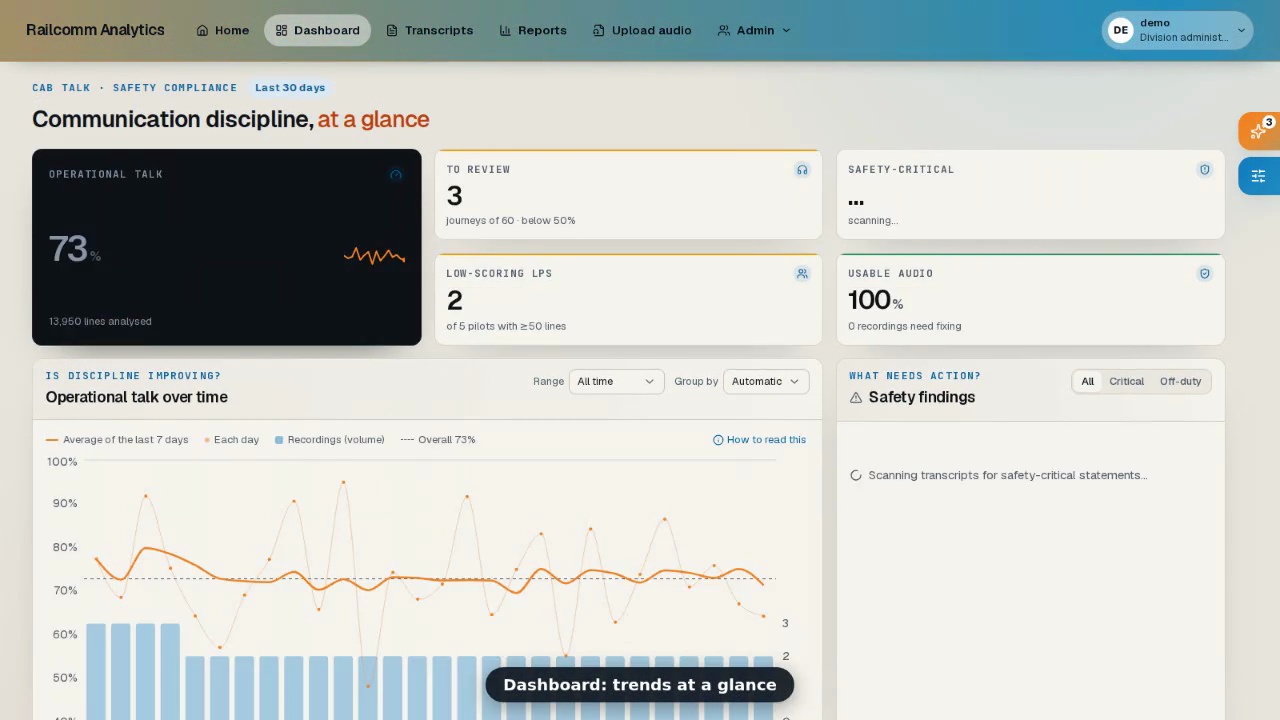 Railcomm Analytics
Home
Dashboard
Transcripts
Reports
Upload audio
Admin
DE
demo
Division administ...
CAB TALK · SAFETY COMPLIANCE
Last 30 days
Communication discipline, at a glance
3
OPERATIONAL TALK
73%
13,950 lines analysed
TO REVIEW
3
journeys of 60 · below 50%
SAFETY-CRITICAL
...
scanning...
LOW-SCORING LPS
2
of 5 pilots with ≥50 lines
USABLE AUDIO
100%
0 recordings need fixing
IS DISCIPLINE IMPROVING?
Operational talk over time
Range
All time
Group by
Automatic
Average of the last 7 days
Each day
Recordings (volume)
Overall 73%
How to read this
100%
90%
80%
70%
60%
50%
3
2
WHAT NEEDS ACTION?
Safety findings
All
Critical
Off-duty
Scanning transcripts for safety-critical statements...
Dashboard: trends at a glance